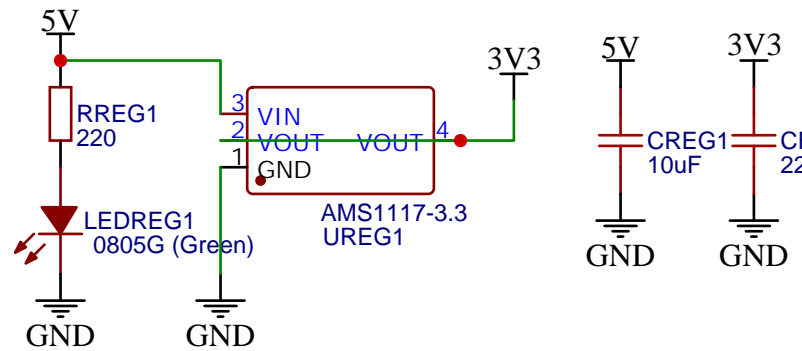 5V
RREG1
220
LEDREG1
0805G (Green)
GND
3
VIN
2
VOUT
VOUT
4
1
GND
AMS1117-3.3
UREG1
GND
3V3
5V
CREG1
10uF
GND
3V3
22
GND